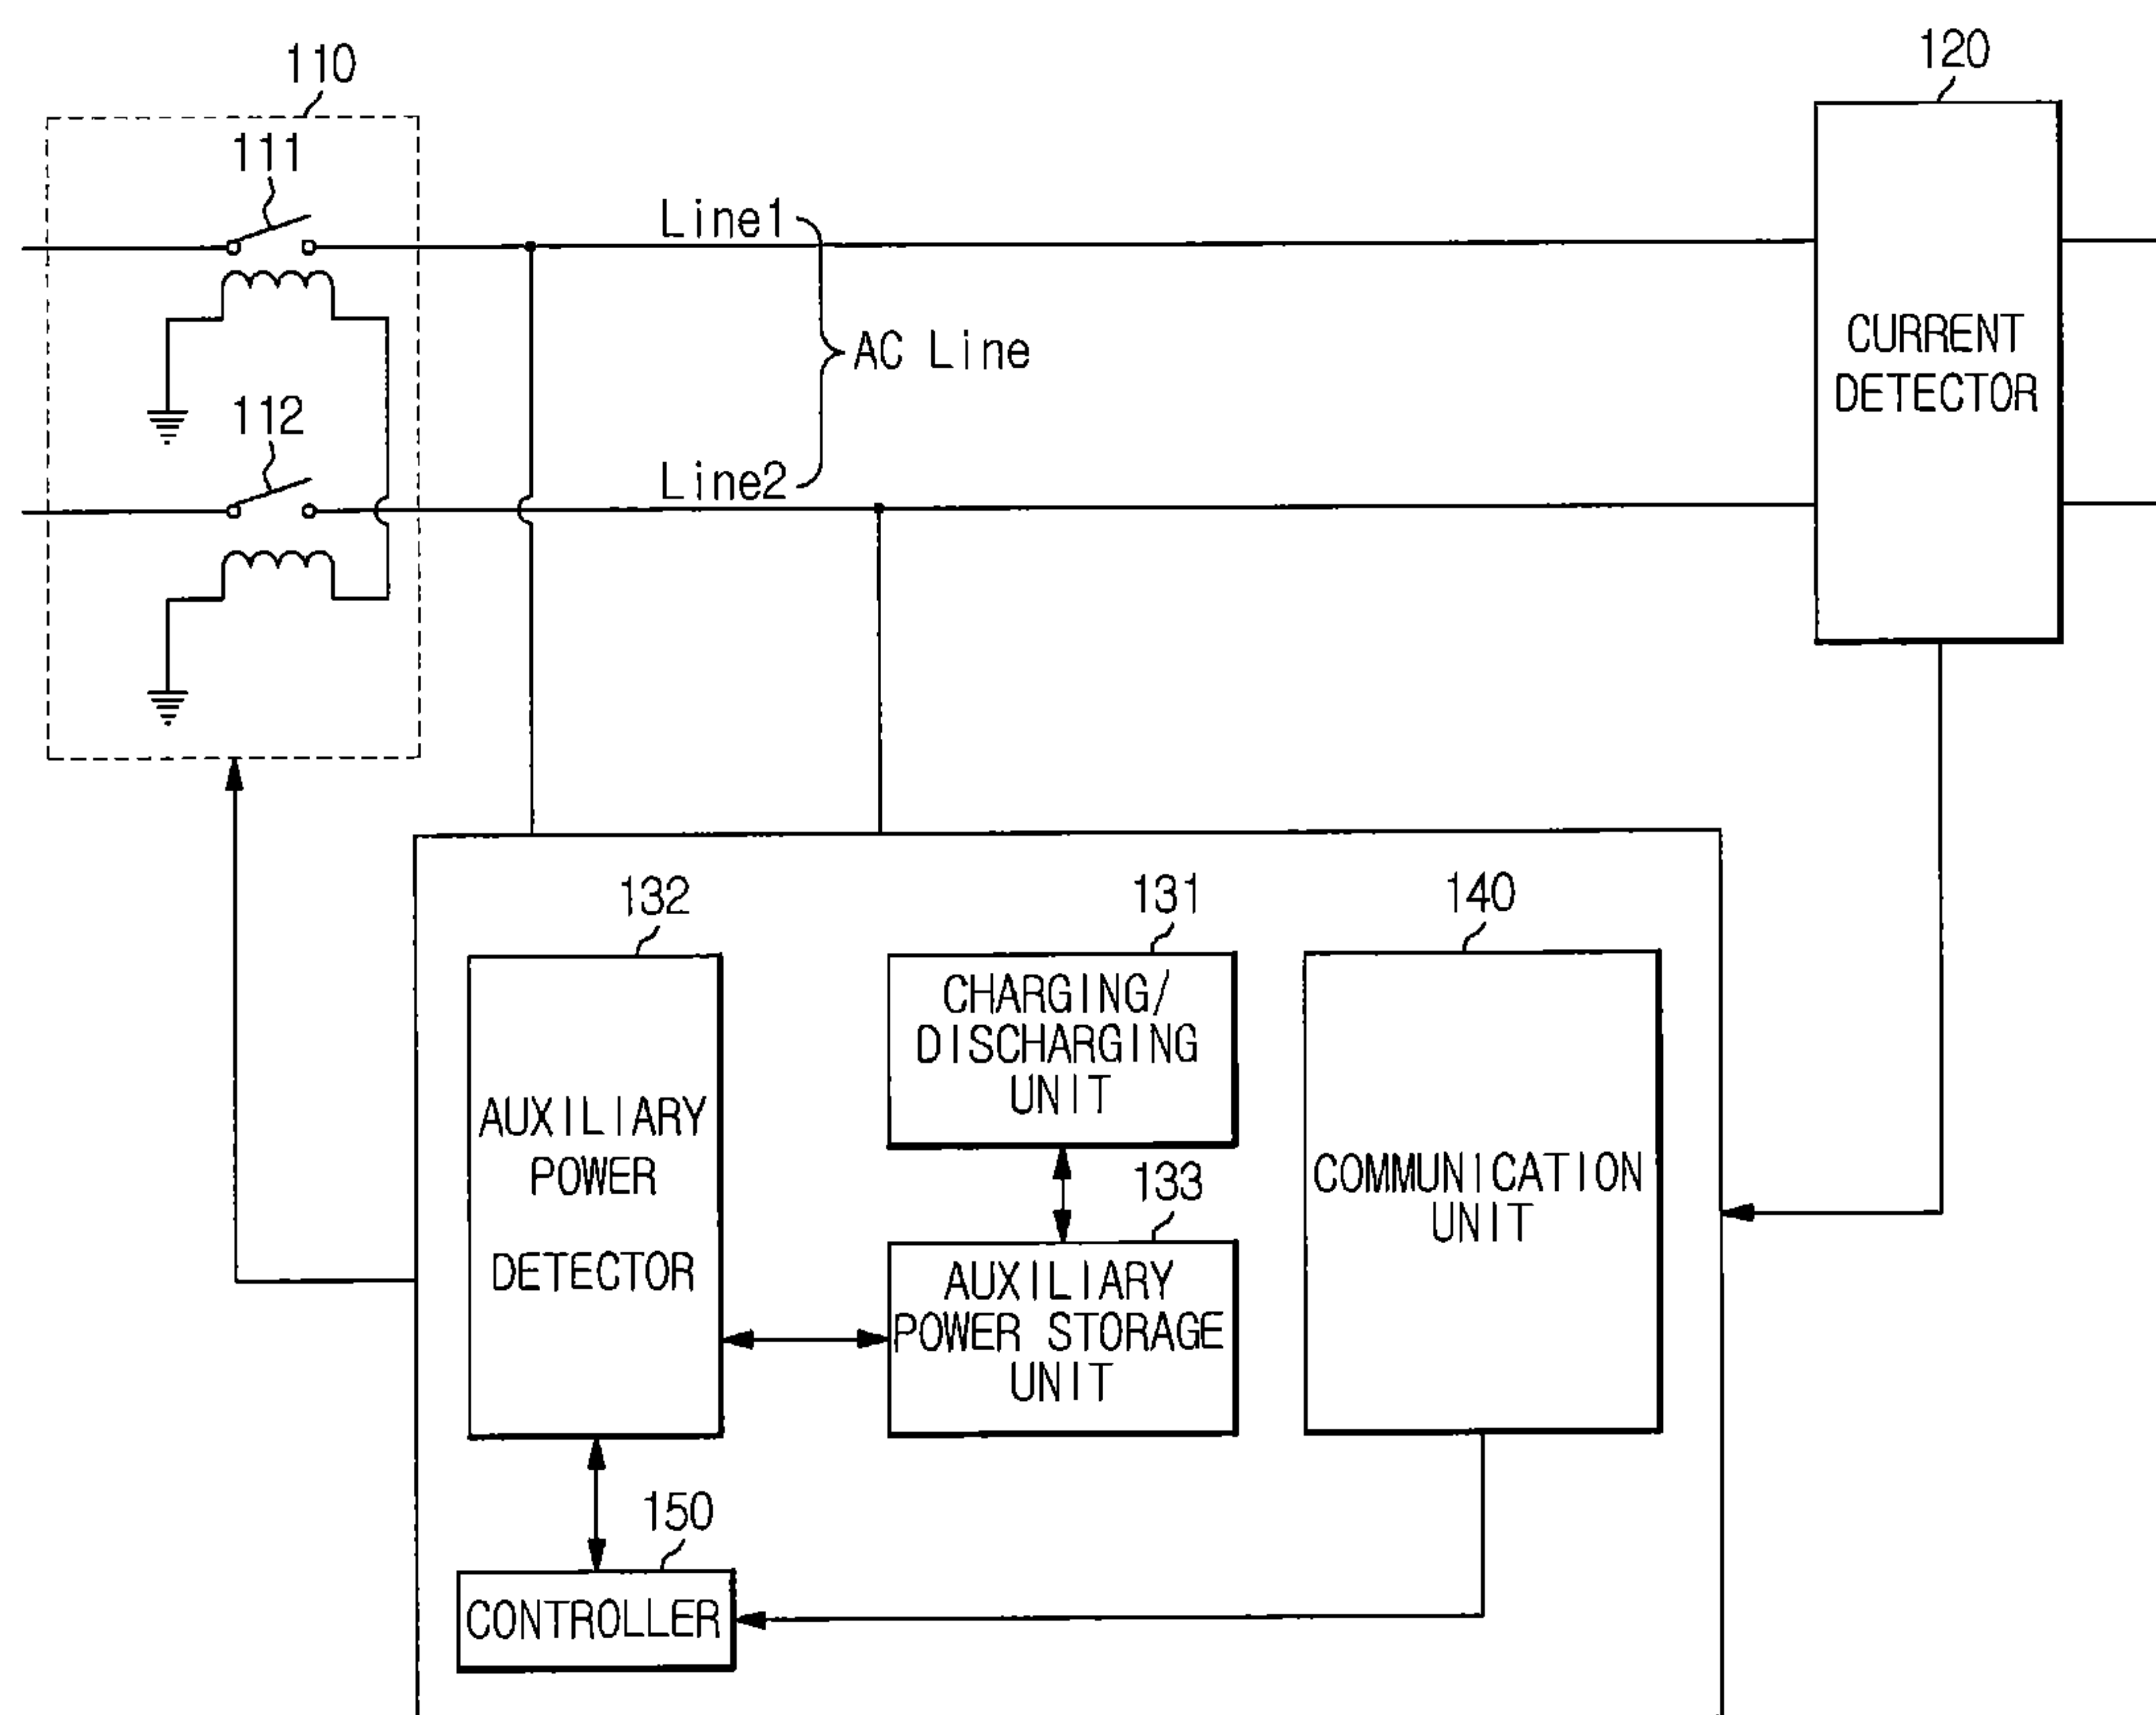 110
120
111
Line1
AC Line
CURRENT
DETECTOR
112
Line2
132
131
140
CHARGING/
DISCHARGING
UNIT
AUXILIARY
POWER
DETECTOR
133
COMMUNICATION
UNIT
AUXILIARY
POWER STORAGE
UNIT
150
CONTROLLER